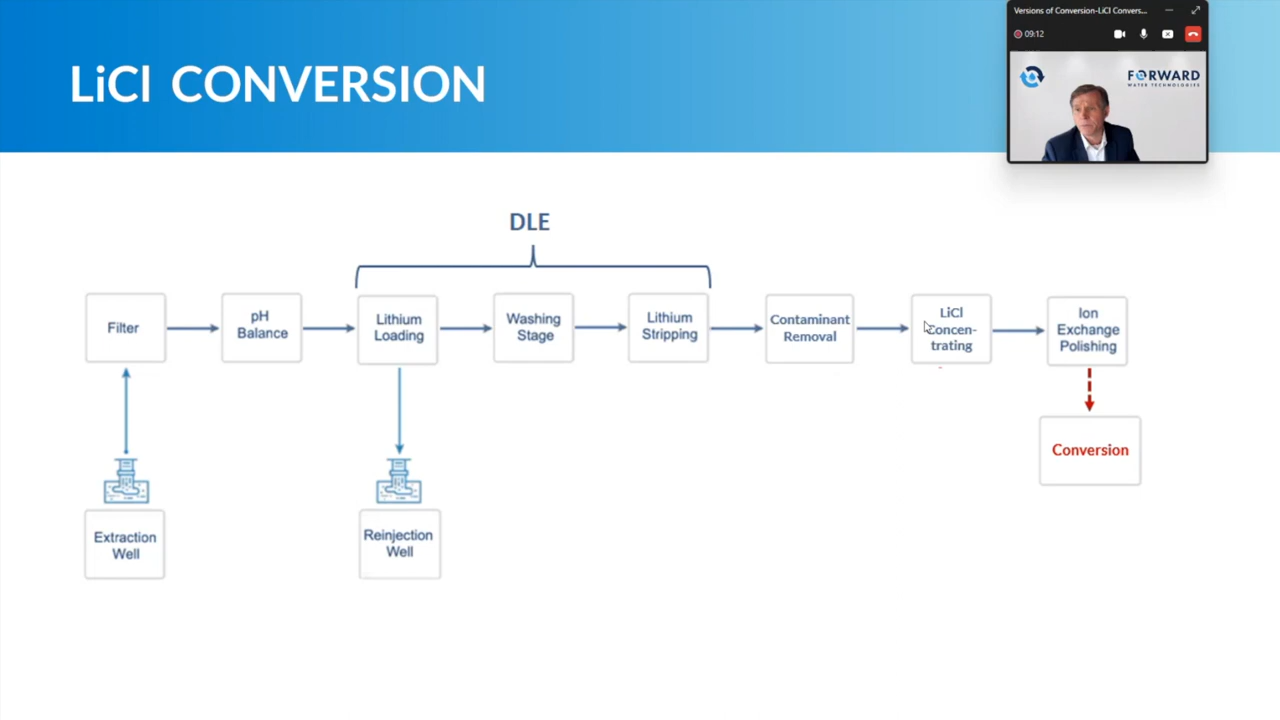 Versions of Conversion-LiCl Convers...
09:12
FORWARD
WATER TECHNOLOGIES
LiCl CONVERSION
DLE
Filter
pH
Balance
Lithium
Loading
Washing
Stage
Lithium
Stripping
Contaminant
Removal
LiCl
Concen-
trating
Ion
Exchange
Polishing
Conversion
Extraction
Well
Reinjection
Well